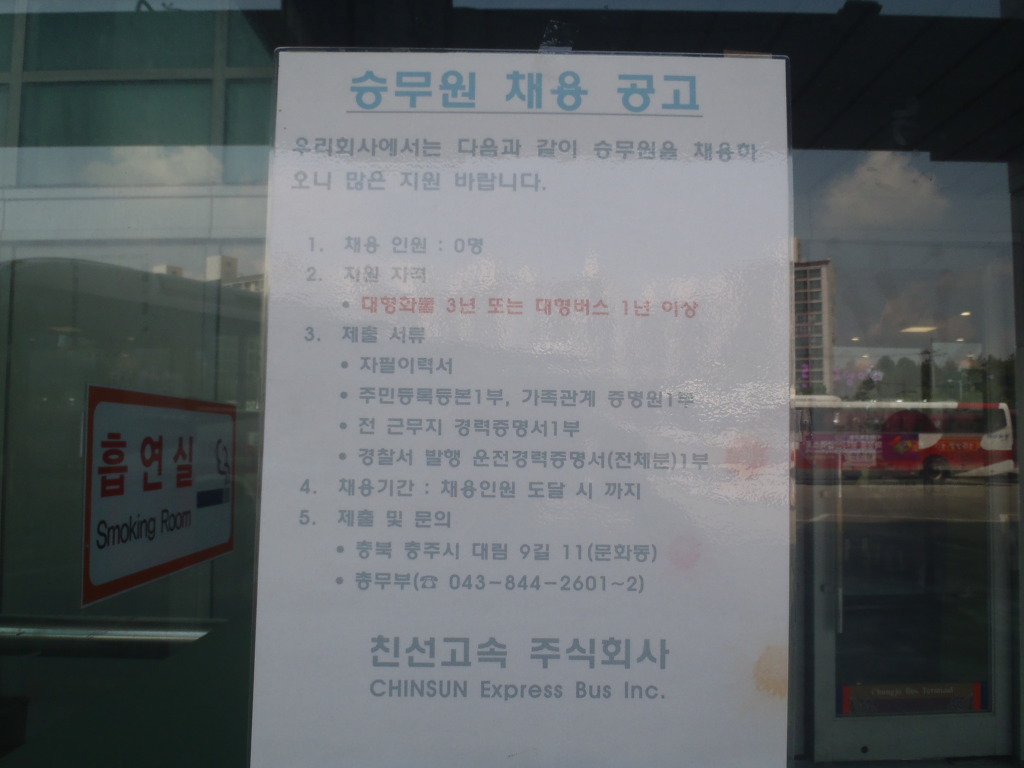 승무원 채용 공고
우리회사에서는 다음과 같이 승무원을 채용하
오니 많은 지원 바랍니다.
1. 채용 인원 : 0명
2. 지원 자격
• 대형화물 3년 또는 대형버스 1년 이상
3. 제출 서류
• 자필이력서
• 주민등록등본1부, 가족관계 증명원1부
• 전 근무지 경력증명서1부
• 경찰서 발행 운전경력증명서(전체분)1부
4. 채용기간 : 채용인원 도달 시 까지
5. 제출 및 문의
• 충북 충주시 대림 9길 11(문화동)
• 총무부(☎ 043-844-2601~2)
친선고속 주식회사
CHINSUN Express Bus Inc.
흡연실
Smoking Room
Chungju Bus Terminal